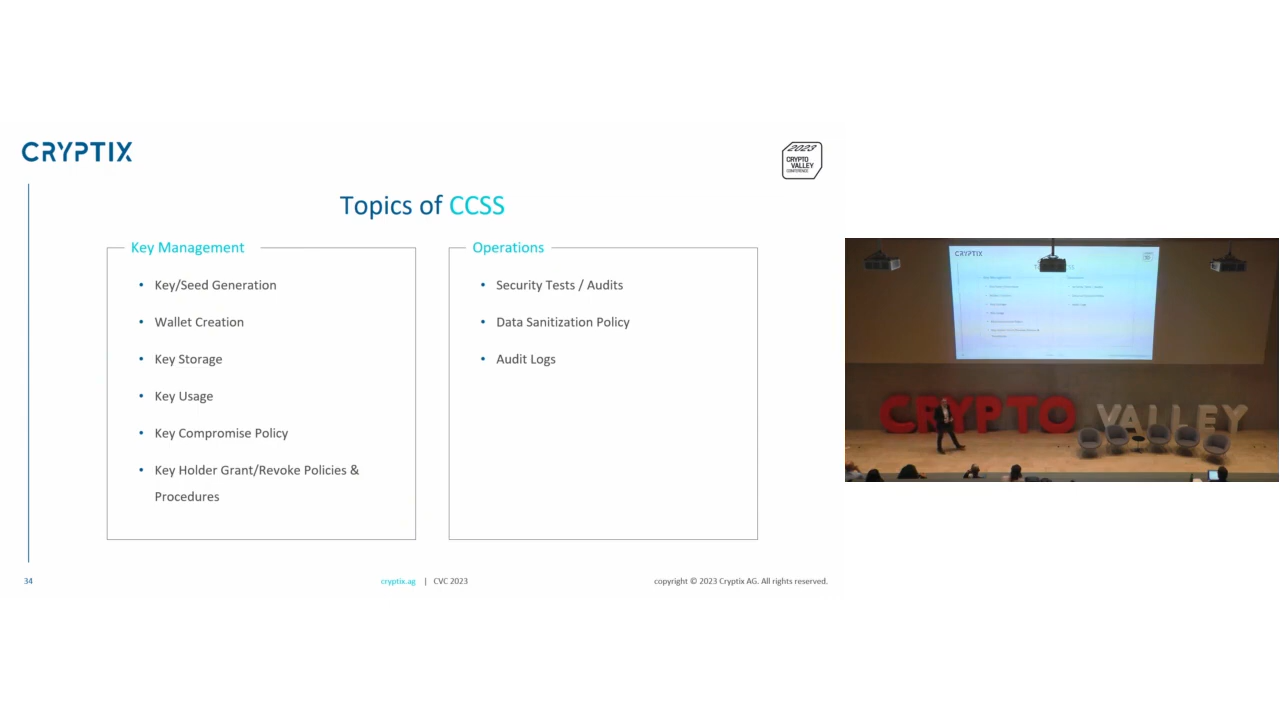 CRYPTIX
2023
CRYPTO
VALLEY
CONFERENCE
Topics of CCSS
Key Management
• Key/Seed Generation
• Wallet Creation
• Key Storage
• Key Usage
• Key Compromise Policy
• Key Holder Grant/Revoke Policies &
Procedures
Operations
• Security Tests / Audits
• Data Sanitization Policy
• Audit Logs
34
cryptix.ag | CVC 2023
copyright © 2023 Cryptix AG. All rights reserved.
CRYPTIX
CRYPTO VALLEY